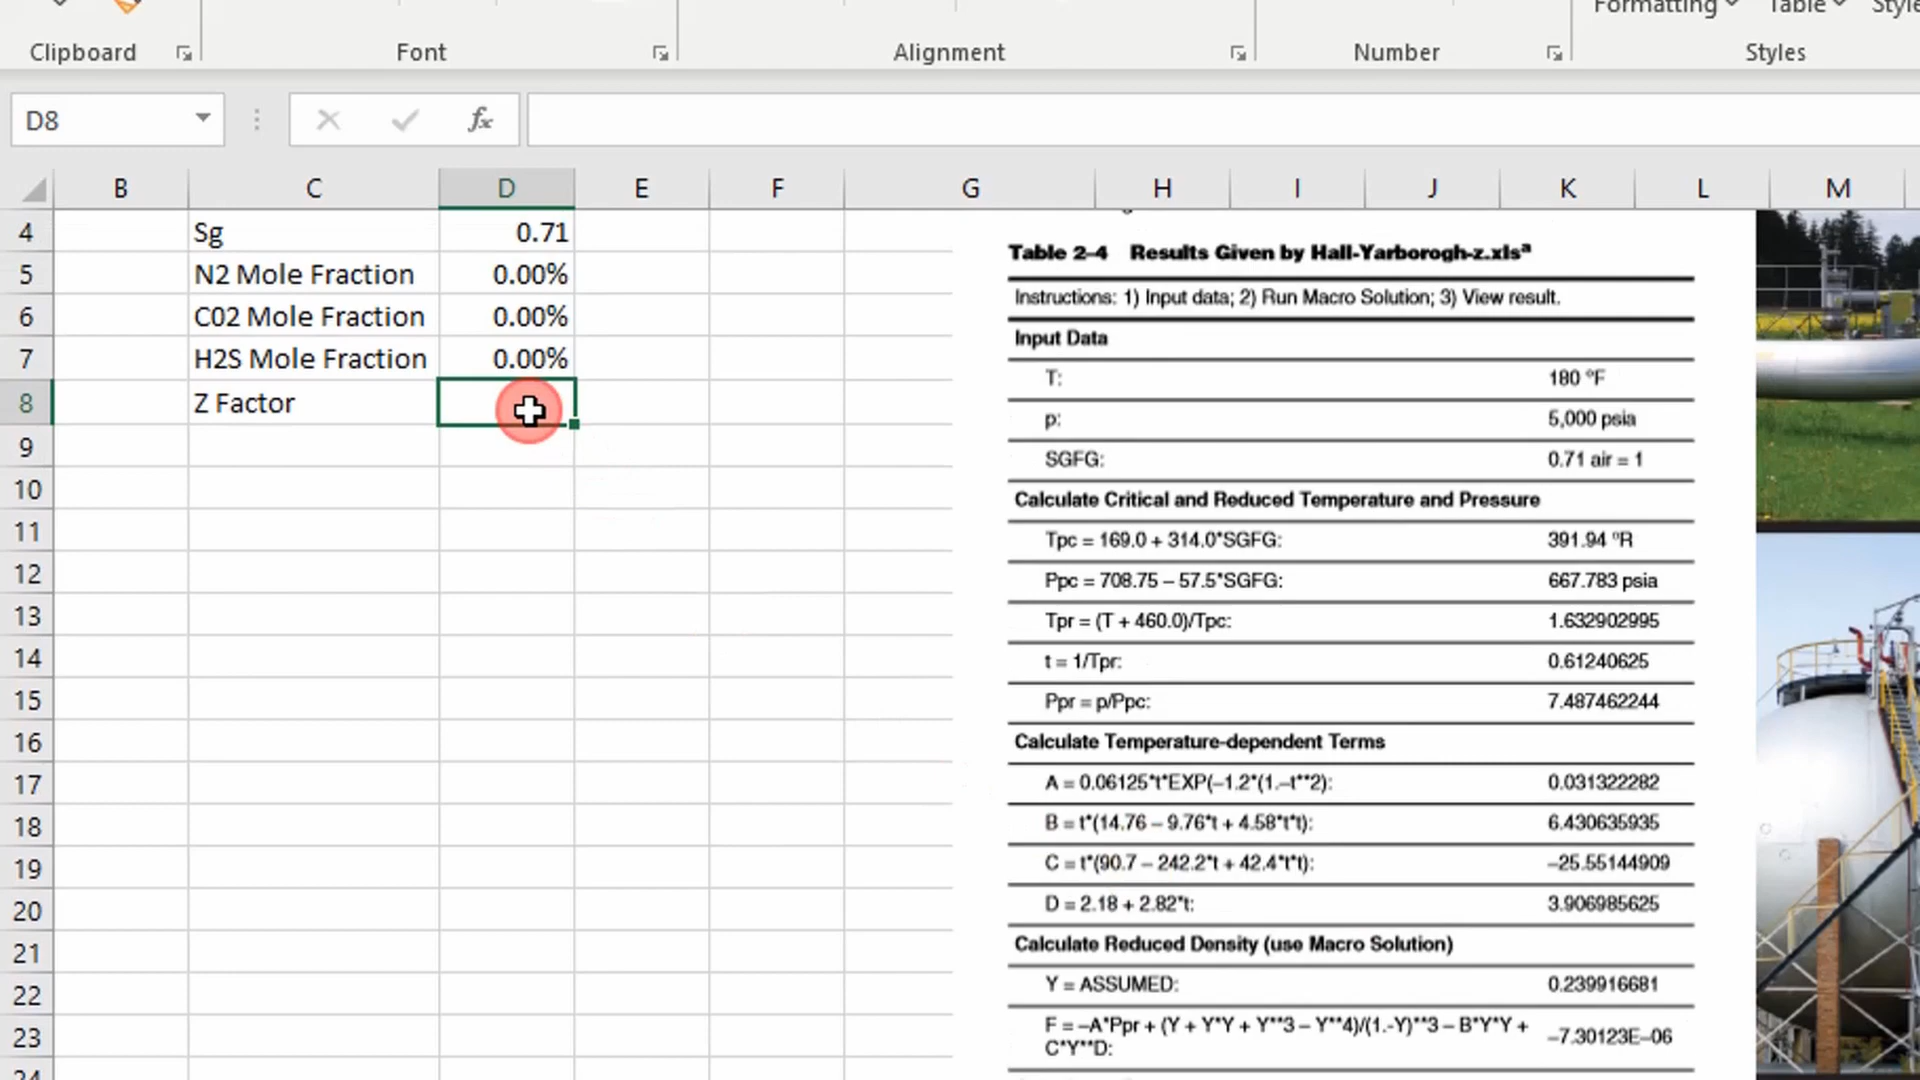 Formatting Table Style
Clipboard Font Alignment Number Styles
D8 fx
B C D E F G H I J K L M
4 Sg 0.71
5 N2 Mole Fraction 0.00%
6 C02 Mole Fraction 0.00%
7 H2S Mole Fraction 0.00%
8 Z Factor
9
10
11
12
13
14
15
16
17
18
19
20
21
22
23
24
Table 2–4 Results Given by Hall-Yarborogh-z.xlsª
Instructions: 1) Input data; 2) Run Macro Solution; 3) View result.
Input Data
T: 180 ºF
p: 5,000 psia
SGFG: 0.71 air = 1
Calculate Critical and Reduced Temperature and Pressure
Tpc = 169.0 + 314.0*SGFG: 391.94 ºR
Ppc = 708.75 – 57.5*SGFG: 667.783 psia
Tpr = (T + 460.0)/Tpc: 1.632902995
t = 1/Tpr: 0.61240625
Ppr = p/Ppc: 7.487462244
Calculate Temperature-dependent Terms
A = 0.06125*t*EXP(–1.2*(1.–t**2): 0.031322282
B = t*(14.76 – 9.76*t + 4.58*t*t): 6.430635935
C = t*(90.7 – 242.2*t + 42.4*t*t): –25.55144909
D = 2.18 + 2.82*t: 3.906985625
Calculate Reduced Density (use Macro Solution)
Y = ASSUMED: 0.239916681
F = –A*Ppr + (Y + Y*Y + Y**3 – Y**4)/(1.-Y)**3 – B*Y*Y + –7.30123E–06
C*Y**D: